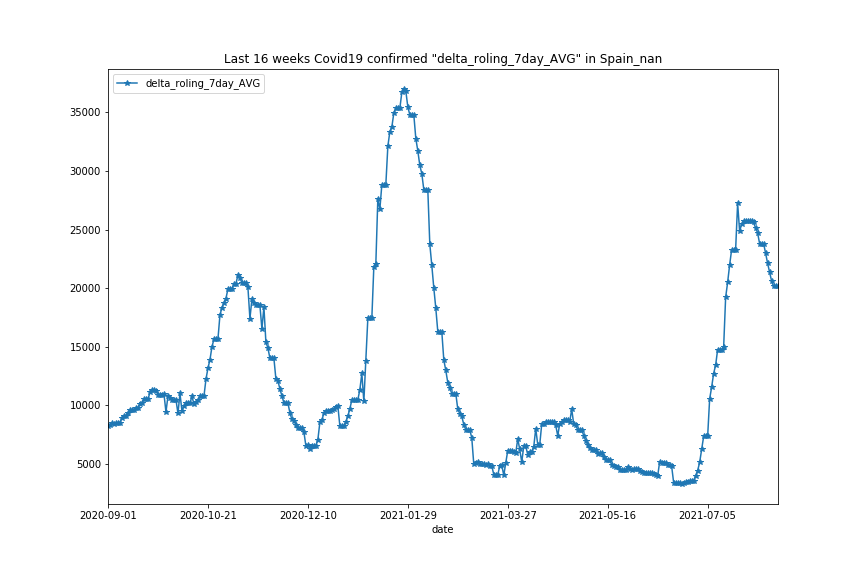 Last 16 weeks Covid19 confirmed "delta_roling_7day_AVG" in Spain_nan
delta_roling_7day_AVG
35000
30000
25000
20000
15000
10000
5000
2020-09-01 2020-10-21 2020-12-10 2021-01-29 2021-03-27 2021-05-16 2021-07-05
date